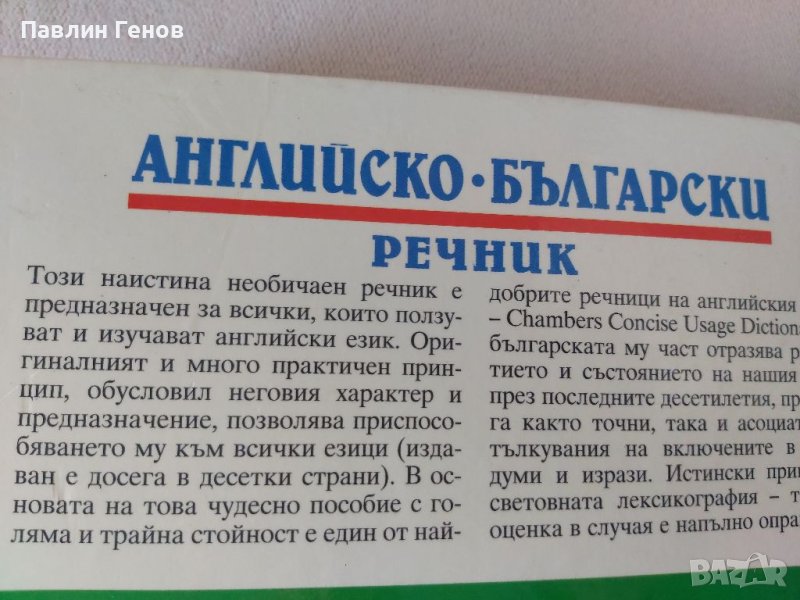 Павлин Генов
АНГЛИЙСКО·БЪЛГАРСКИ
РЕЧНИК
Този наистина необичаен речник е
предназначен за всички, които ползу-
ват и изучават английски език. Ори-
гиналният и много практичен прин-
цип, обусловил неговия характер и
предназначение, позволява приспосо-
бяването му към всички езици (изда-
ван е досега в десетки страни). В ос-
новата на това чудесно пособие с го-
ляма и трайна стойност е един от най-
добрите речници на английския
– Chambers Concise Usage Dictiona
българската му част отразява р
тието и състоянието на нашия
през последните десетилетия, пр
га както точни, така и асоциат
тълкувания на включените в
думи и изрази. Истински при
световната лексикография – т
оценка в случая е напълно опра
BAZAR